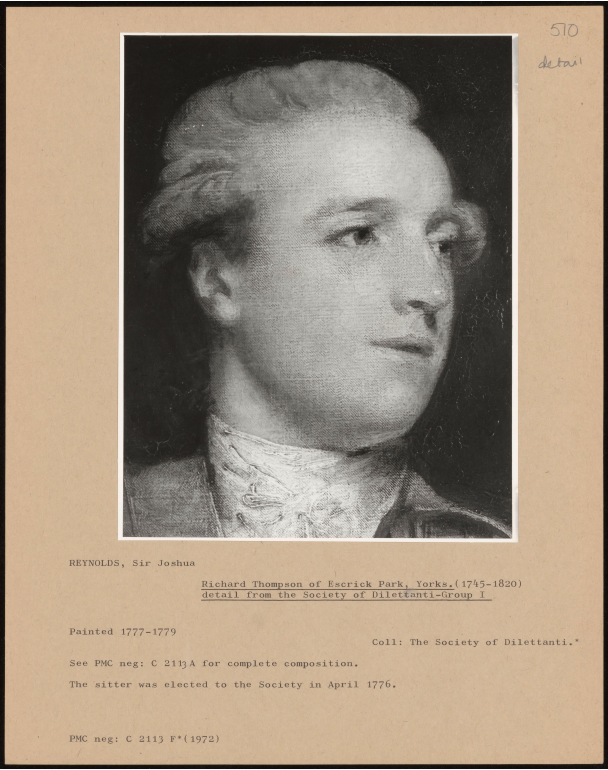 570
detail
REYNOLDS, Sir Joshua
Richard Thompson of Escrick Park, Yorks.(1745-1820)
detail from the Society of Dilettanti-Group I
Painted 1777-1779
Coll: The Society of Dilettanti.*
See PMC neg: C 2113A for complete composition.
The sitter was elected to the Society in April 1776.
PMC neg: C 2113 F*(1972)